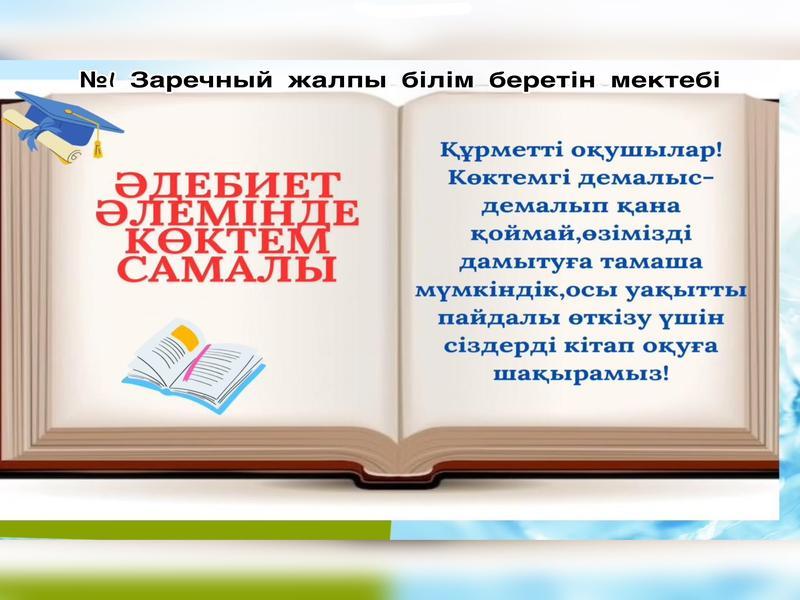 Заречный жалпы білім беретін мектебі
ӘДЕБИЕТ
ӘЛЕМІНДЕ
КӨКТЕМ
САМАЛЫ
Құрметті оқушылар!
Көктемгі демалыс–
демалып қана
қоймай,өзімізді
дамытуға тамаша
мүмкіндік,осы уақытты
пайдалы өткізу үшін
сіздерді кітап оқуға
шақырамыз!